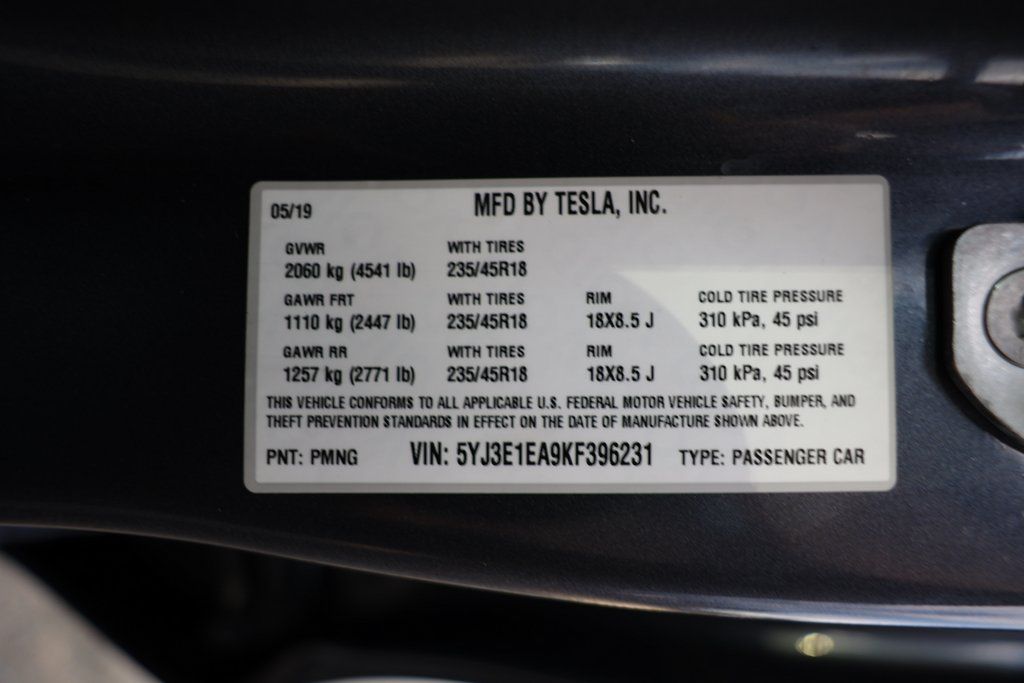 05/19 MFD BY TESLA, INC.
GVWR WITH TIRES
2060 kg (4541 lb) 235/45R18
GAWR FRT WITH TIRES RIM COLD TIRE PRESSURE
1110 kg (2447 lb) 235/45R18 18X8.5 J 310 kPa, 45 psi
GAWR RR WITH TIRES RIM COLD TIRE PRESSURE
1257 kg (2771 lb) 235/45R18 18X8.5 J 310 kPa, 45 psi
THIS VEHICLE CONFORMS TO ALL APPLICABLE U.S. FEDERAL MOTOR VEHICLE SAFETY, BUMPER, AND
THEFT PREVENTION STANDARDS IN EFFECT ON THE DATE OF MANUFACTURE SHOWN ABOVE.
PNT: PMNG VIN: 5YJ3E1EA9KF396231 TYPE: PASSENGER CAR